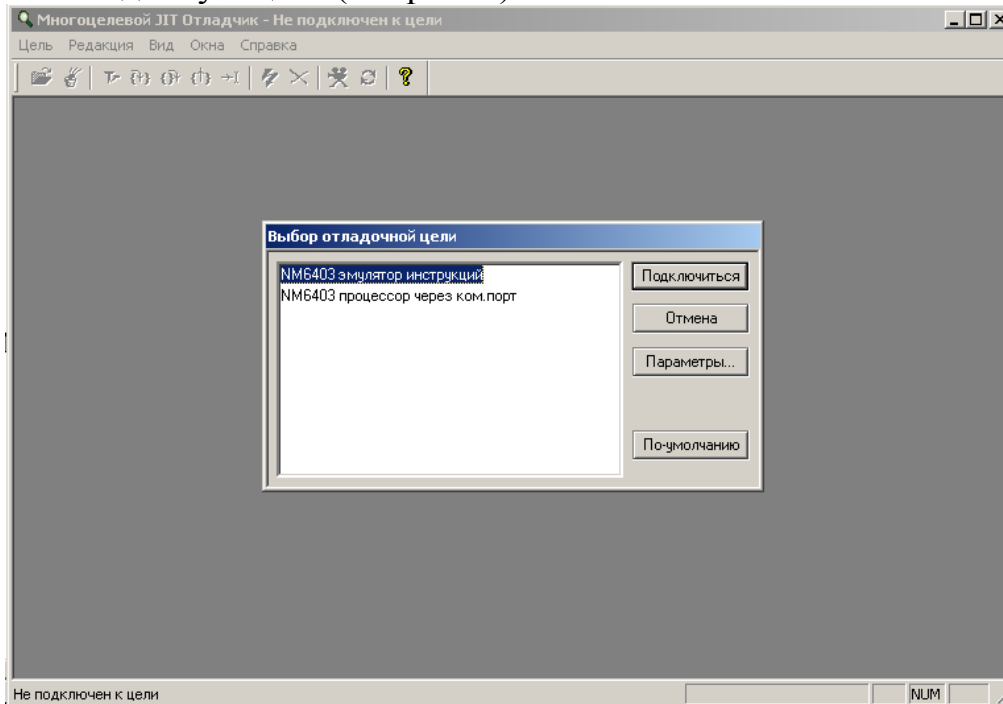 Многоцелевой JIT Отладчик - Не подключен к цели
Цель Редакция Вид Окна Справка
Выбор отладочной цели
NM6403 эмулятор инструкций
NM6403 процессор через ком.порт
Подключиться
Отмена
Параметры...
По-умолчанию
Не подключен к цели
NUM